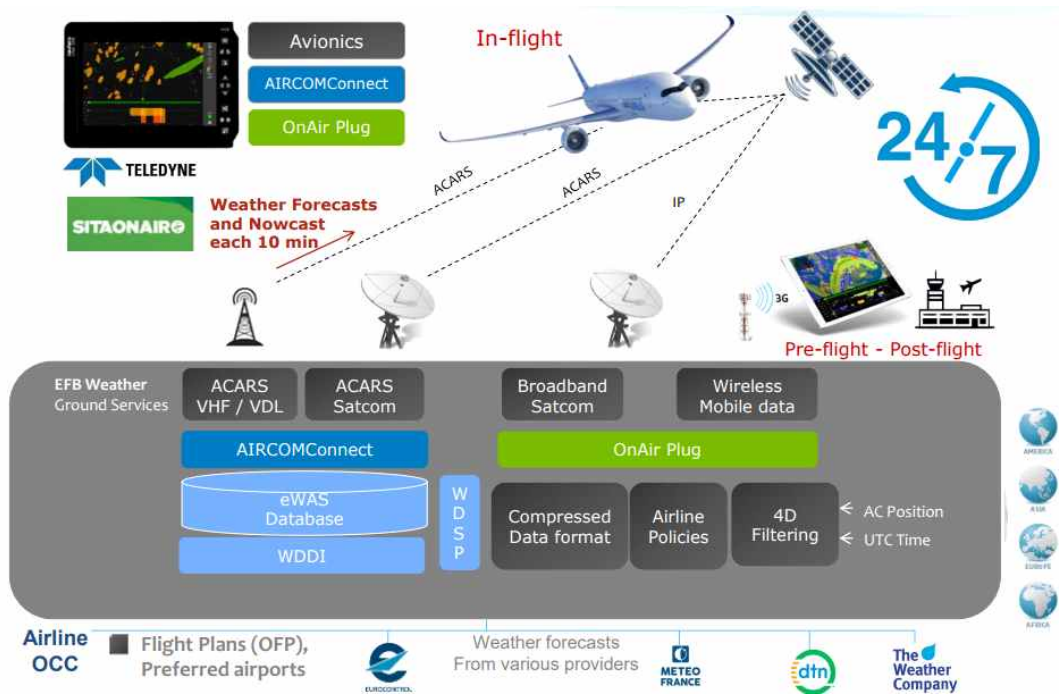 Avionics
AIRCOMConnect
OnAir Plug
TELEDYNE
SITAONAIR
In-flight
24/7
ACARS
ACARS
IP
Weather Forecasts
and Nowcast
each 10 min
3G
Pre-flight - Post-flight
EFB Weather
Ground Services
ACARS
VHF / VDL
ACARS
Satcom
Broadband
Satcom
Wireless
Mobile data
AIRCOMConnect
OnAir Plug
eWAS
Database
WDDI
W
D
S
P
Compressed
Data format
Airline
Policies
4D
Filtering
AC Position
UTC Time
AMERICA
ASIA
EUROPE
AFRICA
Airline
OCC
Flight Plans (OFP),
Preferred airports
EUROCONTROL
Weather forecasts
From various providers
METEO
FRANCE
dtn
The
Weather
Company